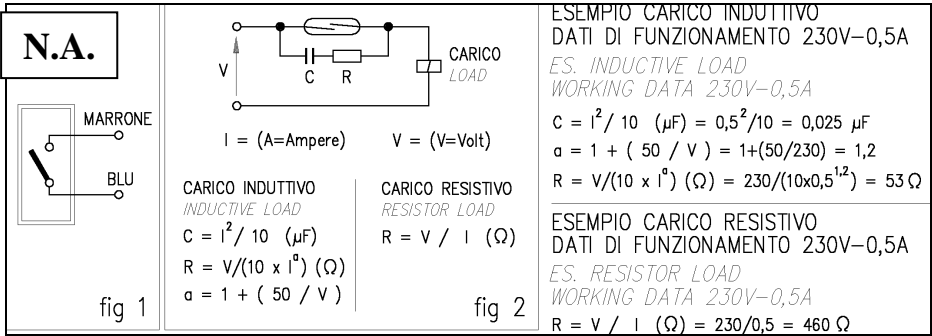 N.A.
MARRONE
BLU
fig 1
V
C R
CARICO
LOAD
I = (A=Ampere) V = (V=Volt)
CARICO INDUTTIVO
INDUCTIVE LOAD
C = I²/ 10 (µF)
R = V/(10 x Iᵃ) (Ω)
a = 1 + ( 50 / V )
CARICO RESISTIVO
RESISTOR LOAD
R = V / I (Ω)
fig 2
ESEMPIO CARICO INDUTTIVO
DATI DI FUNZIONAMENTO 230V-0,5A
ES. INDUCTIVE LOAD
WORKING DATA 230V-0,5A
C = I²/ 10 (µF) = 0,5²/10 = 0,025 µF
a = 1 + ( 50 / V ) = 1+(50/230) = 1,2
R = V/(10 x Iᵃ) (Ω) = 230/(10x0,5¹,²) = 53 Ω
ESEMPIO CARICO RESISTIVO
DATI DI FUNZIONAMENTO 230V-0,5A
ES. RESISTOR LOAD
WORKING DATA 230V-0,5A
R = V / I (Ω) = 230/0,5 = 460 Ω